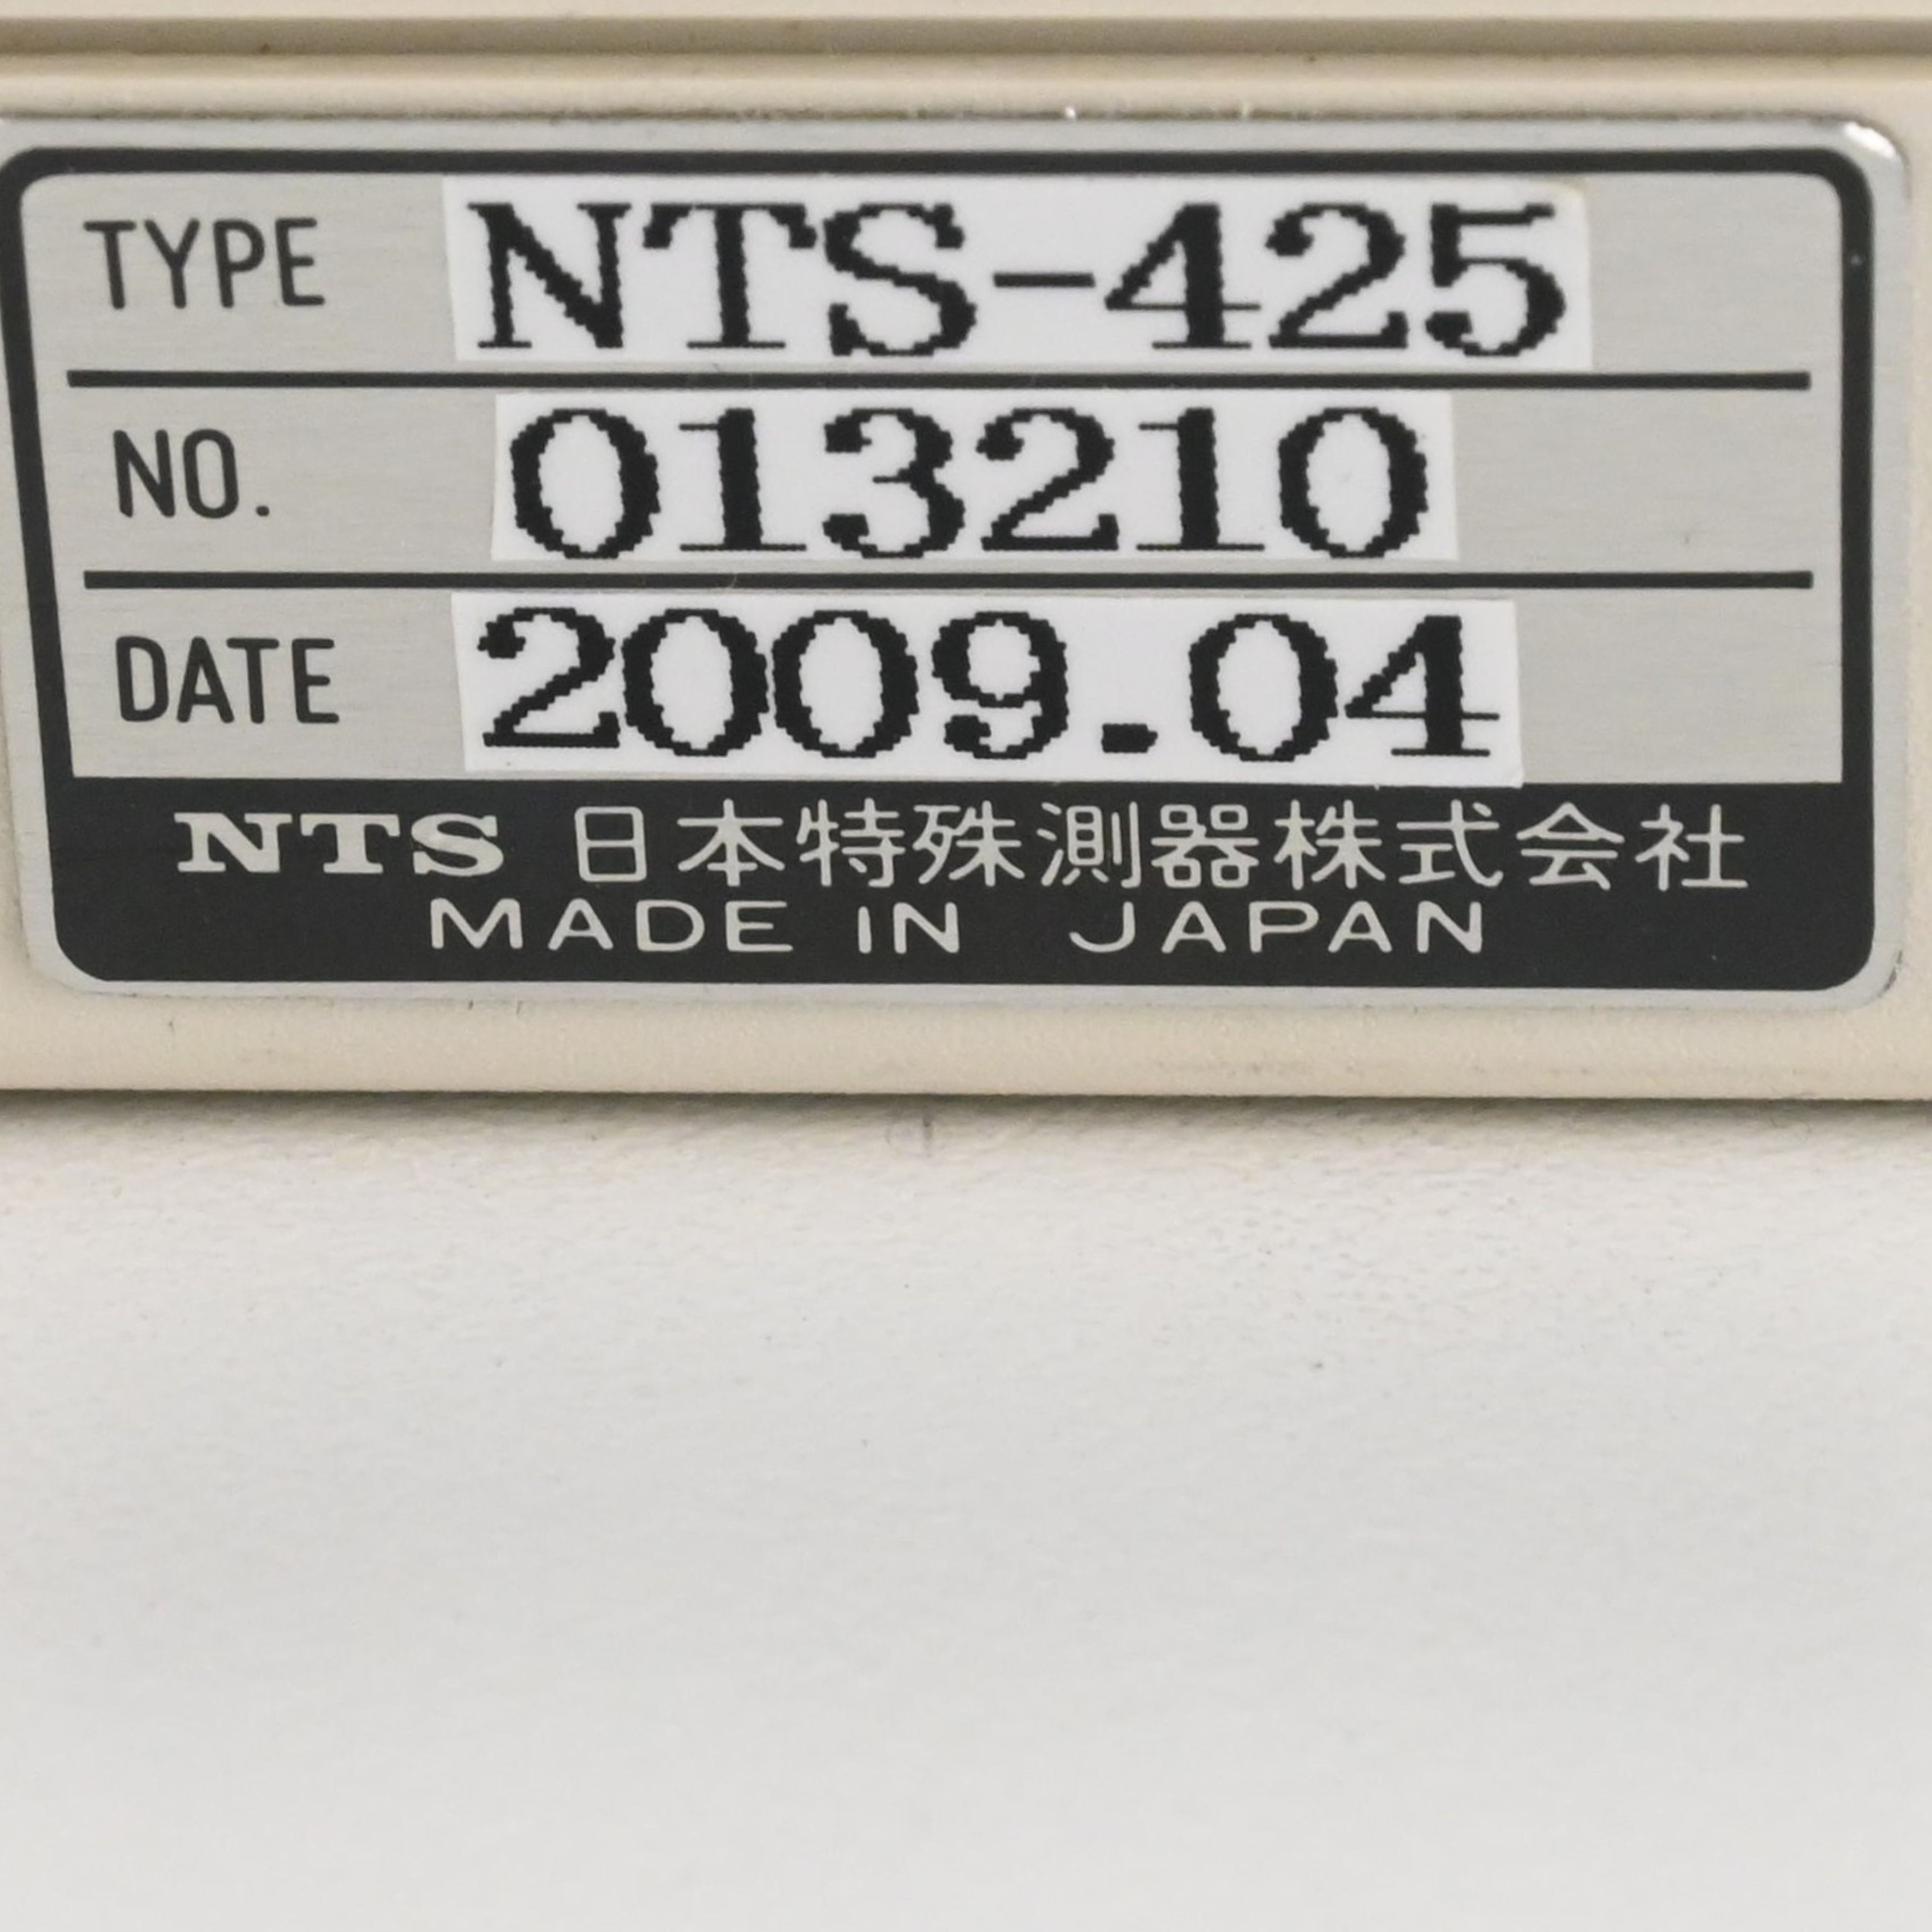 TYPE NTS-425
NO. 013210
DATE 2009.04
NTS 日本特殊測器株式会社
MADE IN JAPAN